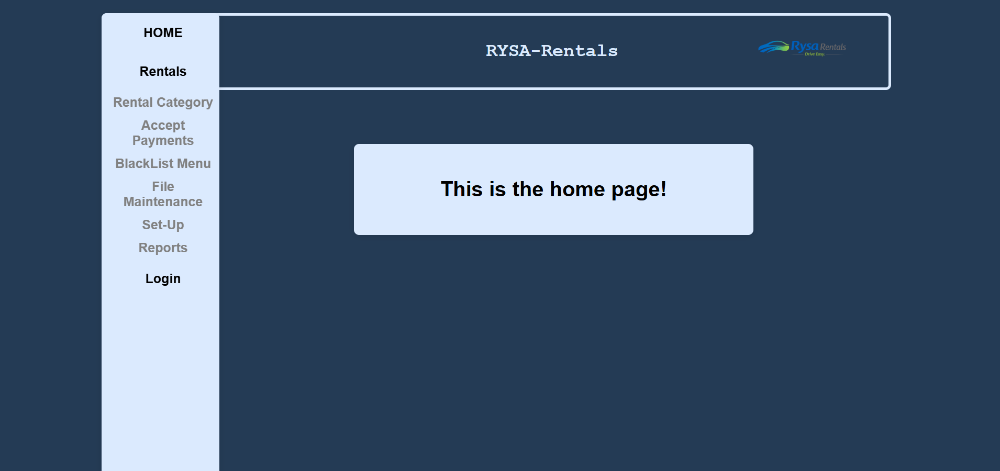 HOME
Rentals
Rental Category
Accept
Payments
BlackList Menu
File
Maintenance
Set-Up
Reports
Login
RYSA-Rentals
Rysa Rentals
Drive Easy.
This is the home page!